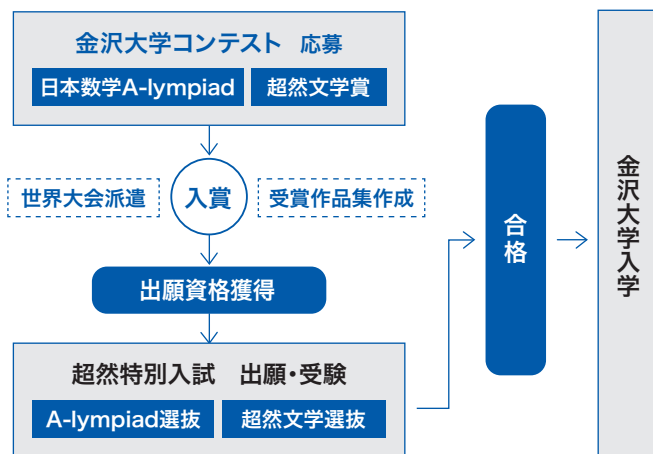 金沢大学コンテスト 応募
日本数学A-lympiad
超然文学賞
世界大会派遣
入賞
受賞作品集作成
出願資格獲得
超然特別入試 出願・受験
A-lympiad選抜
超然文学選抜
合格
金沢大学入学